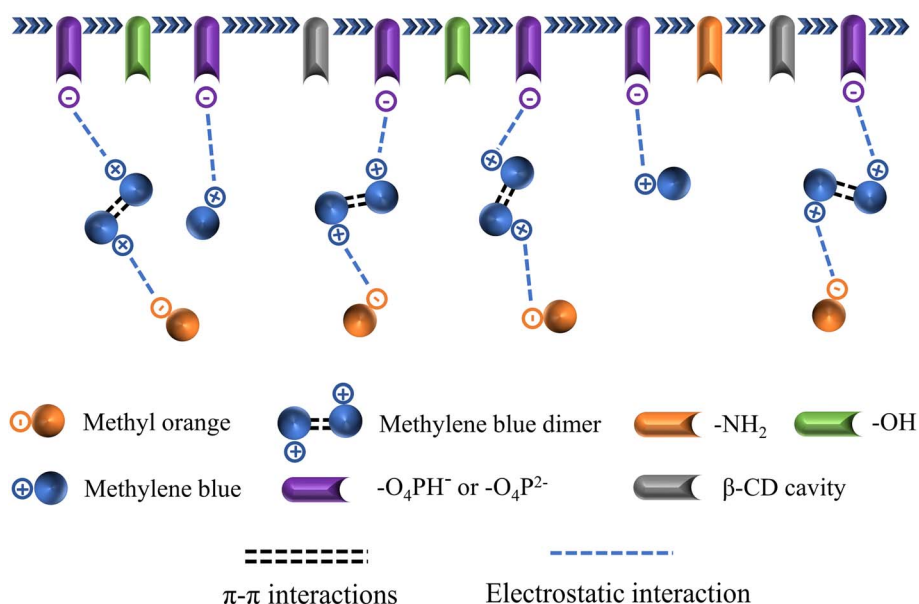 Methyl orange
Methylene blue dimer
-NH₂
-OH
Methylene blue
-O₄PH⁻ or -O₄P²⁻
β-CD cavity
π-π interactions
Electrostatic interaction